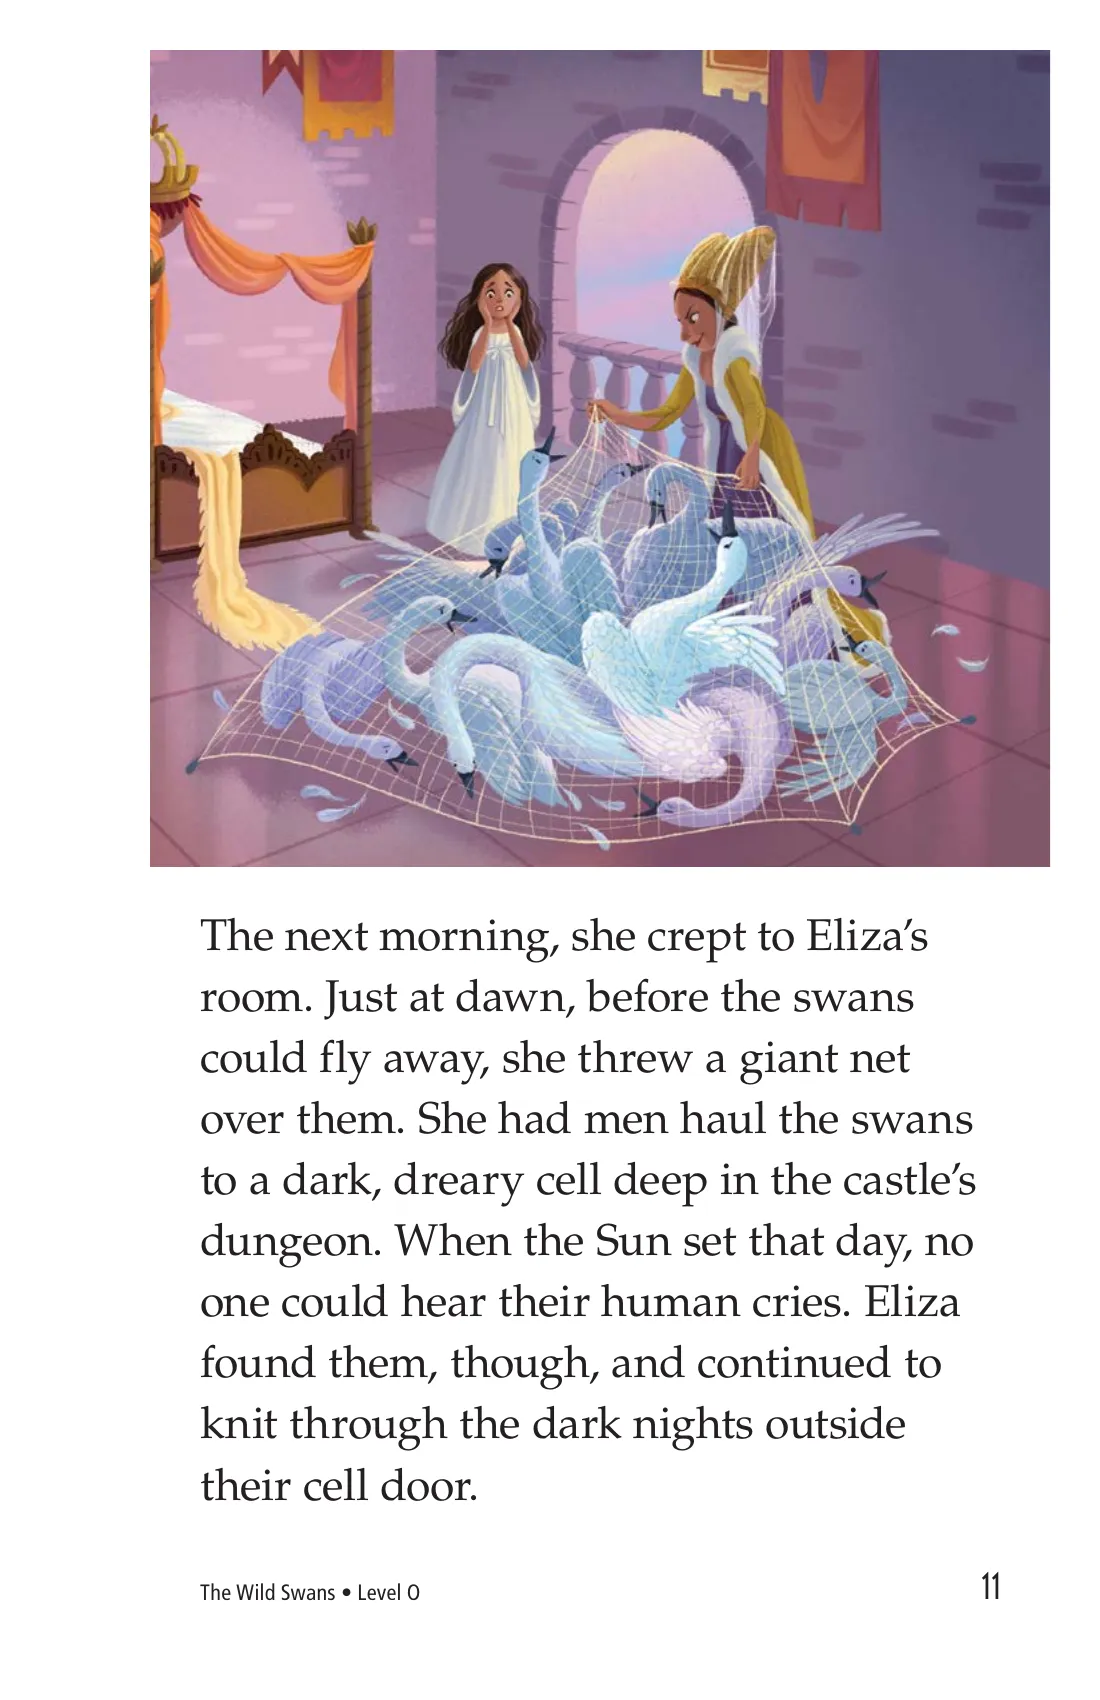 The next morning, she crept to Eliza’s
room. Just at dawn, before the swans
could fly away, she threw a giant net
over them. She had men haul the swans
to a dark, dreary cell deep in the castle’s
dungeon. When the Sun set that day, no
one could hear their human cries. Eliza
found them, though, and continued to
knit through the dark nights outside
their cell door.
The Wild Swans • Level O
11